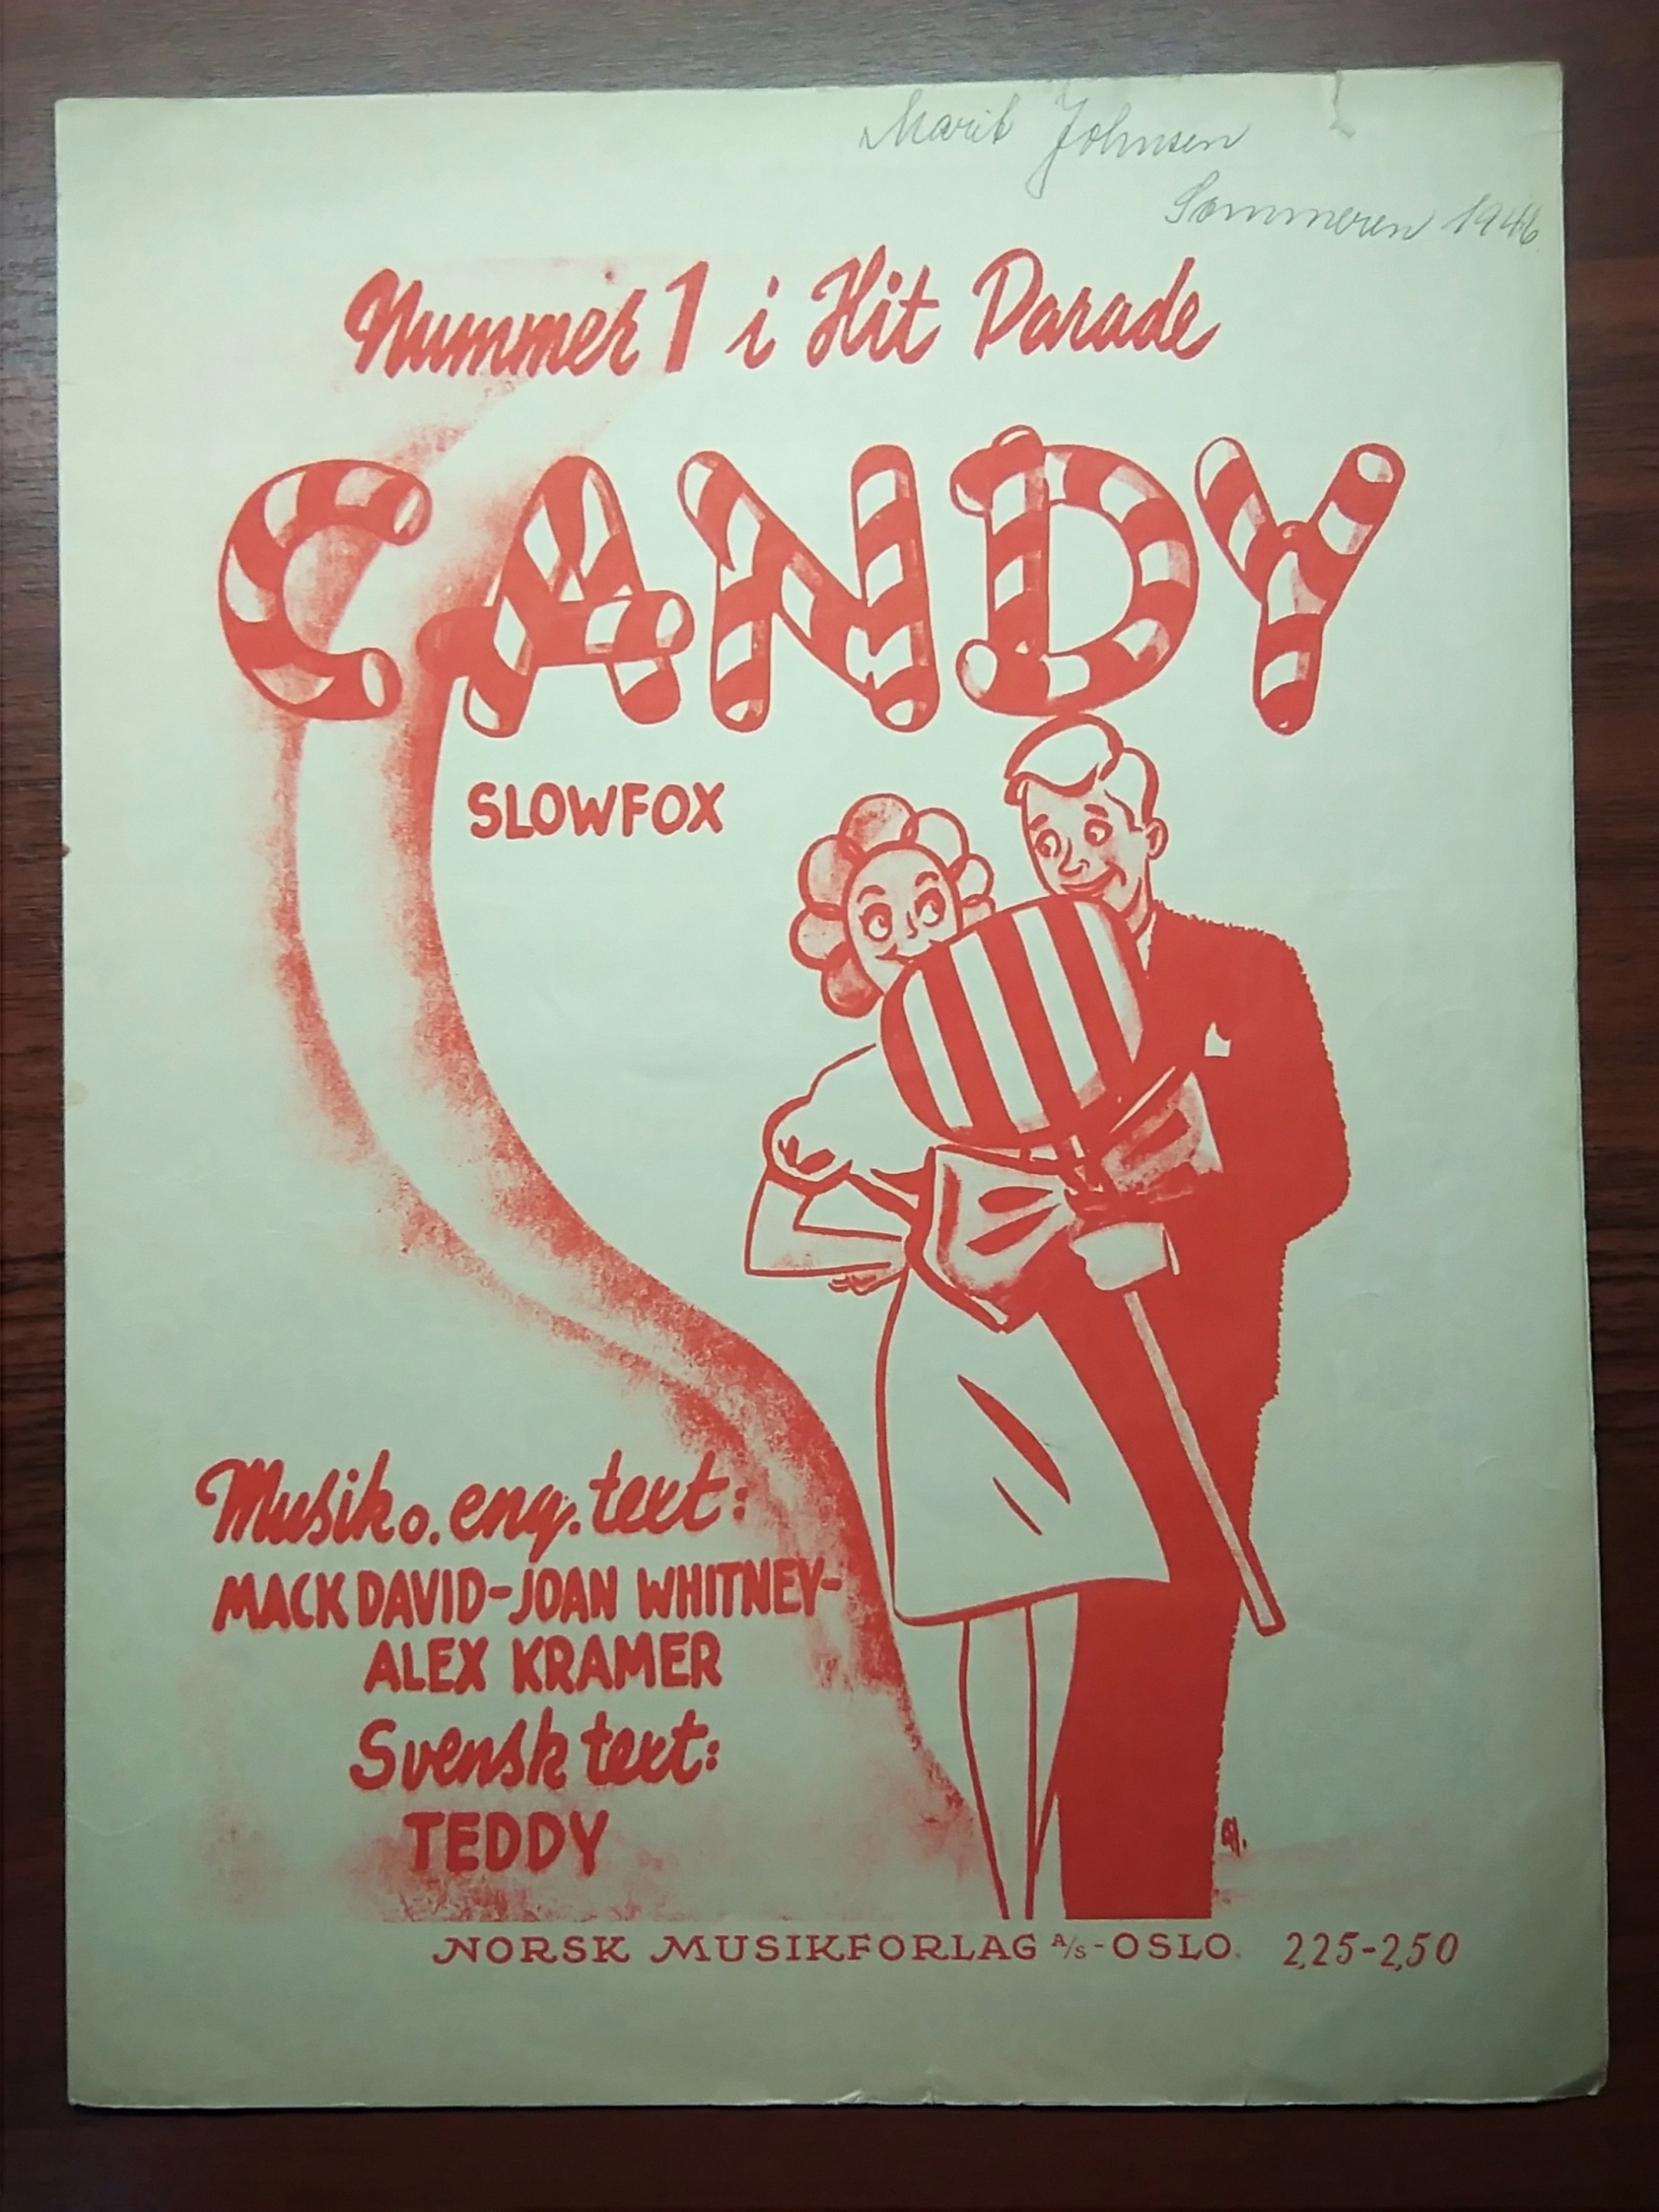 Marit Johnsen
Sommeren 1946
Nummer 1 i Hit Parade
CANDY
SLOWFOX
Musik o. eng. text:
MACK DAVID-JOAN WHITNEY-
ALEX KRAMER
Svensk text:
TEDDY
NORSK MUSIKFORLAG A/S-OSLO. 2,25-2,50